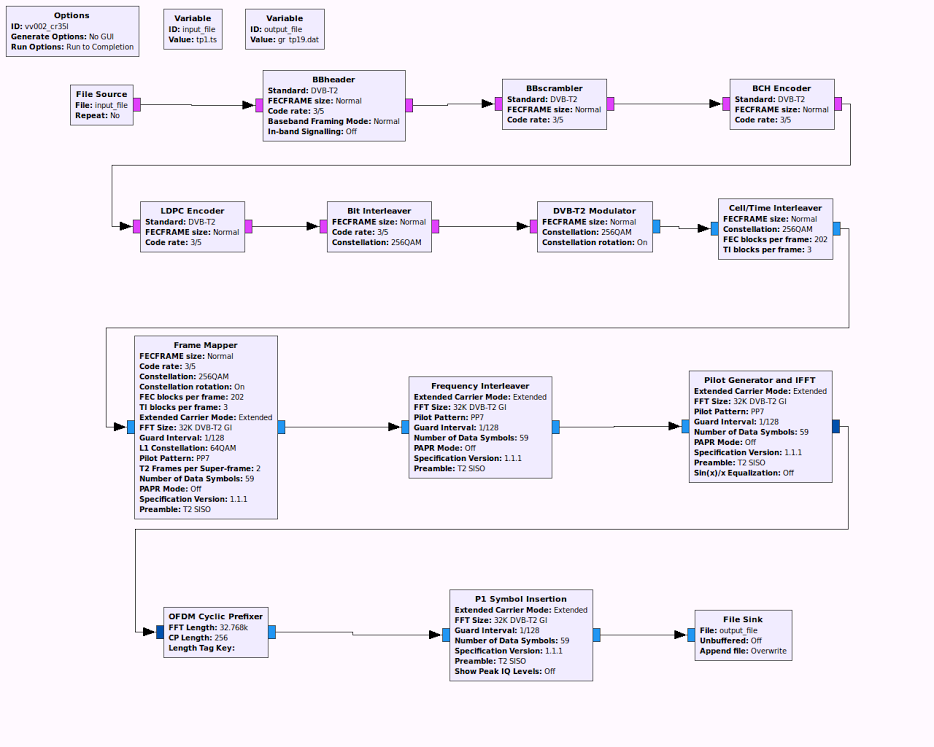 Options
ID: vv002_cr35l
Generate Options: No GUI
Run Options: Run to Completion
Variable
ID: input_file
Value: tp1.ts
Variable
ID: output_file
Value: gr tp19.dat
File Source
File: input_file
Repeat: No
BBheader
Standard: DVB-T2
FECFRAME size: Normal
Code rate: 3/5
Baseband Framing Mode: Normal
In-band Signalling: Off
BBscrambler
Standard: DVB-T2
FECFRAME size: Normal
Code rate: 3/5
BCH Encoder
Standard: DVB-T2
FECFRAME size: Normal
Code rate: 3/5
LDPC Encoder
Standard: DVB-T2
FECFRAME size: Normal
Code rate: 3/5
Bit Interleaver
FECFRAME size: Normal
Code rate: 3/5
Constellation: 256QAM
DVB-T2 Modulator
FECFRAME size: Normal
Constellation: 256QAM
Constellation rotation: On
Cell/Time Interleaver
FECFRAME size: Normal
Constellation: 256QAM
FEC blocks per frame: 202
TI blocks per frame: 3
Frame Mapper
FECFRAME size: Normal
Code rate: 3/5
Constellation: 256QAM
Constellation rotation: On
FEC blocks per frame: 202
TI blocks per frame: 3
Extended Carrier Mode: Extended
FFT Size: 32K DVB-T2 GI
Guard Interval: 1/128
L1 Constellation: 64QAM
Pilot Pattern: PP7
T2 Frames per Super-frame: 2
Number of Data Symbols: 59
PAPR Mode: Off
Specification Version: 1.1.1
Preamble: T2 SISO
Frequency Interleaver
Extended Carrier Mode: Extended
FFT Size: 32K DVB-T2 GI
Pilot Pattern: PP7
Guard Interval: 1/128
Number of Data Symbols: 59
PAPR Mode: Off
Specification Version: 1.1.1
Preamble: T2 SISO
Pilot Generator and IFFT
Extended Carrier Mode: Extended
FFT Size: 32K DVB-T2 GI
Pilot Pattern: PP7
Guard Interval: 1/128
Number of Data Symbols: 59
PAPR Mode: Off
Specification Version: 1.1.1
Preamble: T2 SISO
Sin(x)/x Equalization: Off
OFDM Cyclic Prefixer
FFT Length: 32.768k
CP Length: 256
Length Tag Key:
P1 Symbol Insertion
Extended Carrier Mode: Extended
FFT Size: 32K DVB-T2 GI
Guard Interval: 1/128
Number of Data Symbols: 59
Specification Version: 1.1.1
Preamble: T2 SISO
Show Peak IQ Levels: Off
File Sink
File: output_file
Unbuffered: Off
Append file: Overwrite